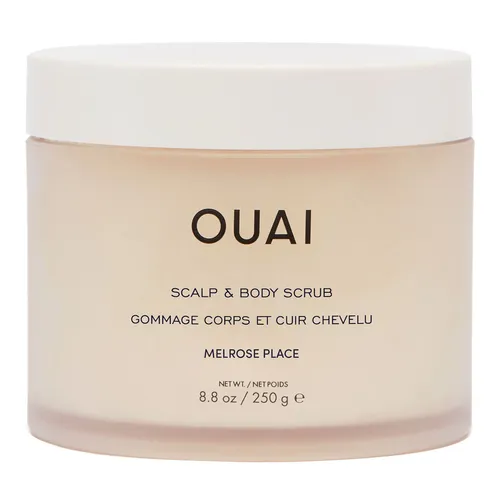 OUAI
SCALP & BODY SCRUB
GOMMAGE CORPS ET CUIR CHEVELU
MELROSE PLACE
NET WT. / NET POIDS
8.8 oz / 250 g ℮